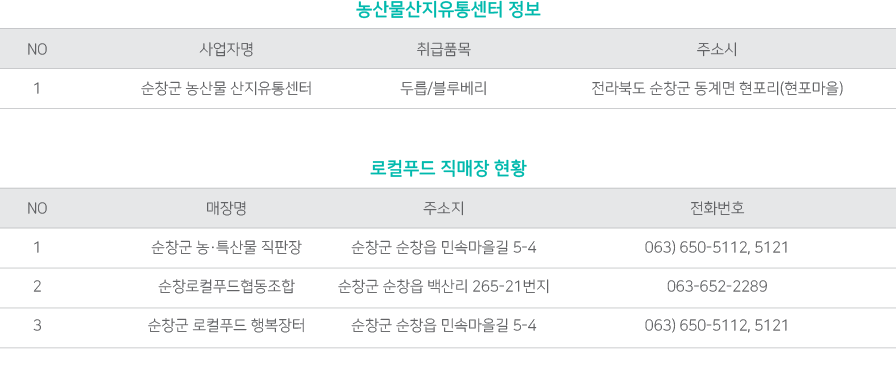 농산물산지유통센터 정보
NO 사업자명 취급품목 주소시
1 순창군 농산물 산지유통센터 두릅/블루베리 전라북도 순창군 동계면 현포리(현포마을)
로컬푸드 직매장 현황
NO 매장명 주소지 전화번호
1 순창군 농·특산물 직판장 순창군 순창읍 민속마을길 5-4 063) 650-5112, 5121
2 순창로컬푸드협동조합 순창군 순창읍 백산리 265-21번지 063-652-2289
3 순창군 로컬푸드 행복장터 순창군 순창읍 민속마을길 5-4 063) 650-5112, 5121